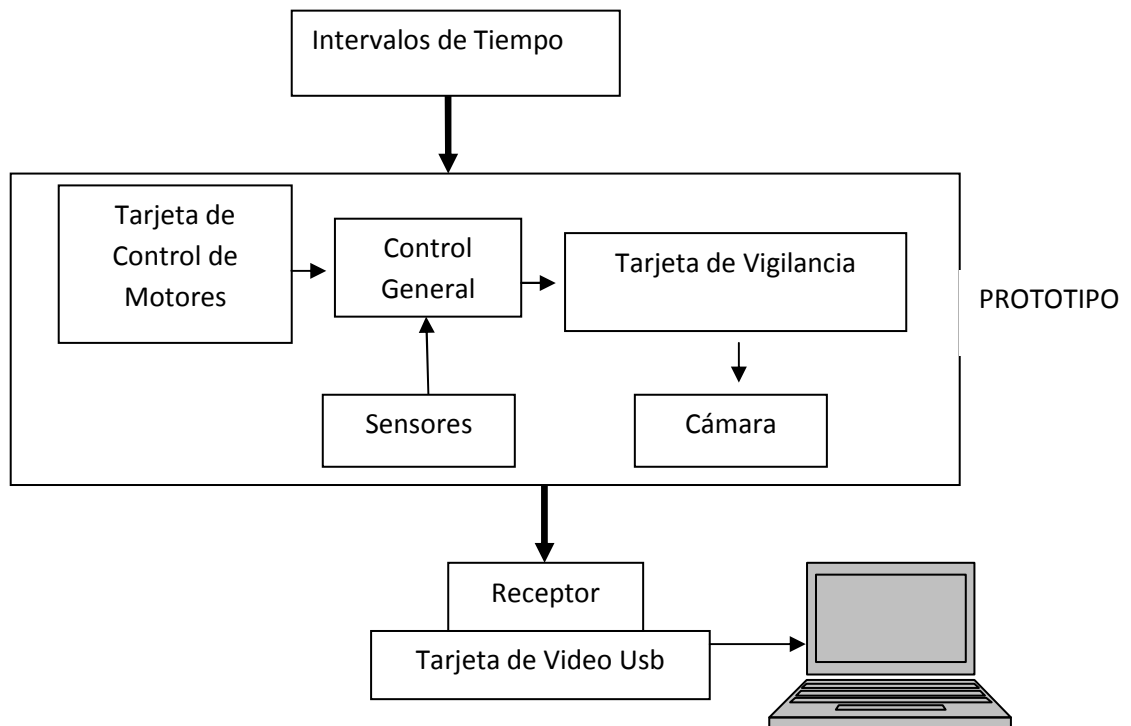 Intervalos de Tiempo
Tarjeta de
Control de
Motores
Control
General
Tarjeta de Vigilancia
PROTOTIPO
Sensores
Cámara
Receptor
Tarjeta de Video Usb